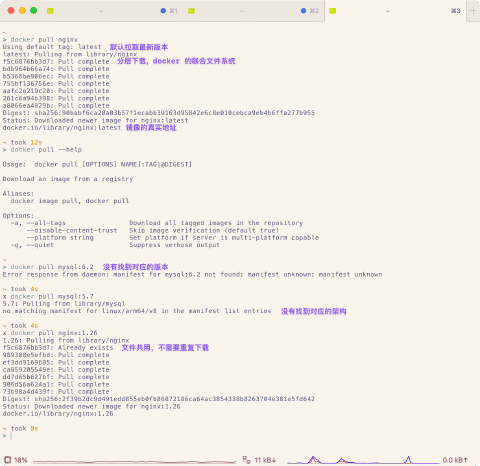 ~ ⌘1
~ ⌘2
~ ⌘3
~
> docker pull nginx
Using default tag: latest 默认拉取最新版本
latest: Pulling from library/nginx
f5c6876bb3d7: Pull complete 分层下载，docker 的联合文件系统
bdb964b66a74: Pull complete
b5360be906ec: Pull complete
755bf136756e: Pull complete
aafc2e219c20: Pull complete
261c6a94b398: Pull complete
a8066ea4829b: Pull complete
Digest: sha256:90babf6ca20a03b57f1ecabb39163d95842e6c8e010cebca9eb4b6ffa277b955
Status: Downloaded newer image for nginx:latest
docker.io/library/nginx:latest 镜像的真实地址
~ took 12s
> docker pull --help
Usage: docker pull [OPTIONS] NAME[:TAG|@DIGEST]
Download an image from a registry
Aliases:
docker image pull, docker pull
Options:
-a, --all-tags Download all tagged images in the repository
--disable-content-trust Skip image verification (default true)
--platform string Set platform if server is multi-platform capable
-q, --quiet Suppress verbose output
~
> docker pull mysql:6.2 没有找到对应的版本
Error response from daemon: manifest for mysql:6.2 not found: manifest unknown: manifest unknown
~ took 4s
x docker pull mysql:5.7
5.7: Pulling from library/mysql
no matching manifest for linux/arm64/v8 in the manifest list entries 没有找到对应的架构
~ took 4s
x docker pull nginx:1.26
1.26: Pulling from library/nginx
f5c6876bb3d7: Already exists 文件共用，不需要重复下载
989308e5efbd: Pull complete
ef3dd9169685: Pull complete
ca859205549e: Pull complete
dd7d65b627bf: Pull complete
906d56a624a1: Pull complete
73b98a4d439f: Pull complete
Digest: sha256:2f39b2dc9d491edd855eb0fb86072186ca64ac3854338b8263704e381e5fd642
Status: Downloaded newer image for nginx:1.26
docker.io/library/nginx:1.26
~ took 9s
>
18% 11 kB↓ 0.0 kB↑